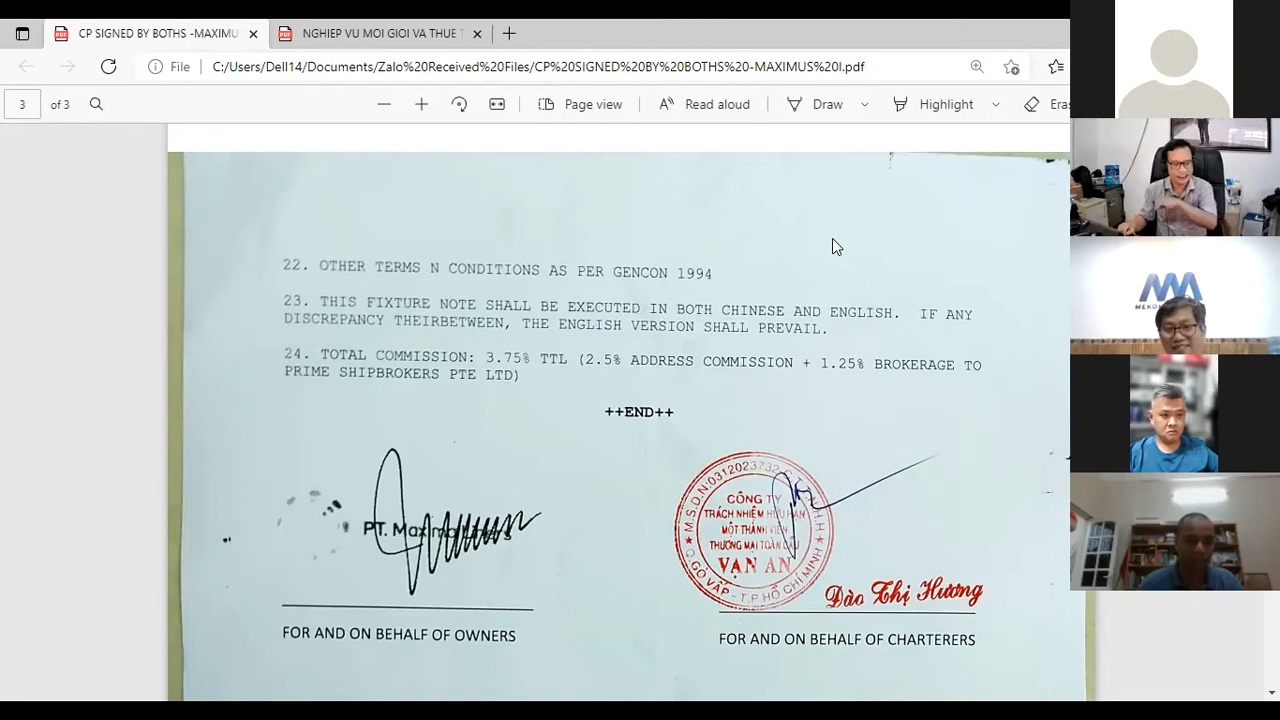 CP SIGNED BY BOTHS -MAXIMU
NGHIEP VU MOI GIOI VA THUE T
File
C:/Users/Dell14/Documents/Zalo%20Received%20Files/CP%20SIGNED%20BY%20BOTHS%20-MAXIMUS%20I.pdf
3
of 3
Page view
Read aloud
Draw
Highlight
Eras
22. OTHER TERMS N CONDITIONS AS PER GENCON 1994
23. THIS FIXTURE NOTE SHALL BE EXECUTED IN BOTH CHINESE AND ENGLISH. IF ANY
DISCREPANCY THEIRBETWEEN, THE ENGLISH VERSION SHALL PREVAIL.
24. TOTAL COMMISSION: 3.75% TTL (2.5% ADDRESS COMMISSION + 1.25% BROKERAGE TO
PRIME SHIPBROKERS PTE LTD)
++END++
PT.
M.S.D.N:0312023732
CÔNG TY
TRÁCH NHIỆM HỮU HẠN
MỘT THÀNH VIÊN
THƯƠNG MẠI TOÀN CẦU
VẠN AN
Q GÒ VẤP - T.P HỒ CHÍ MINH
Đào Thị Hương
FOR AND ON BEHALF OF OWNERS
FOR AND ON BEHALF OF CHARTERERS